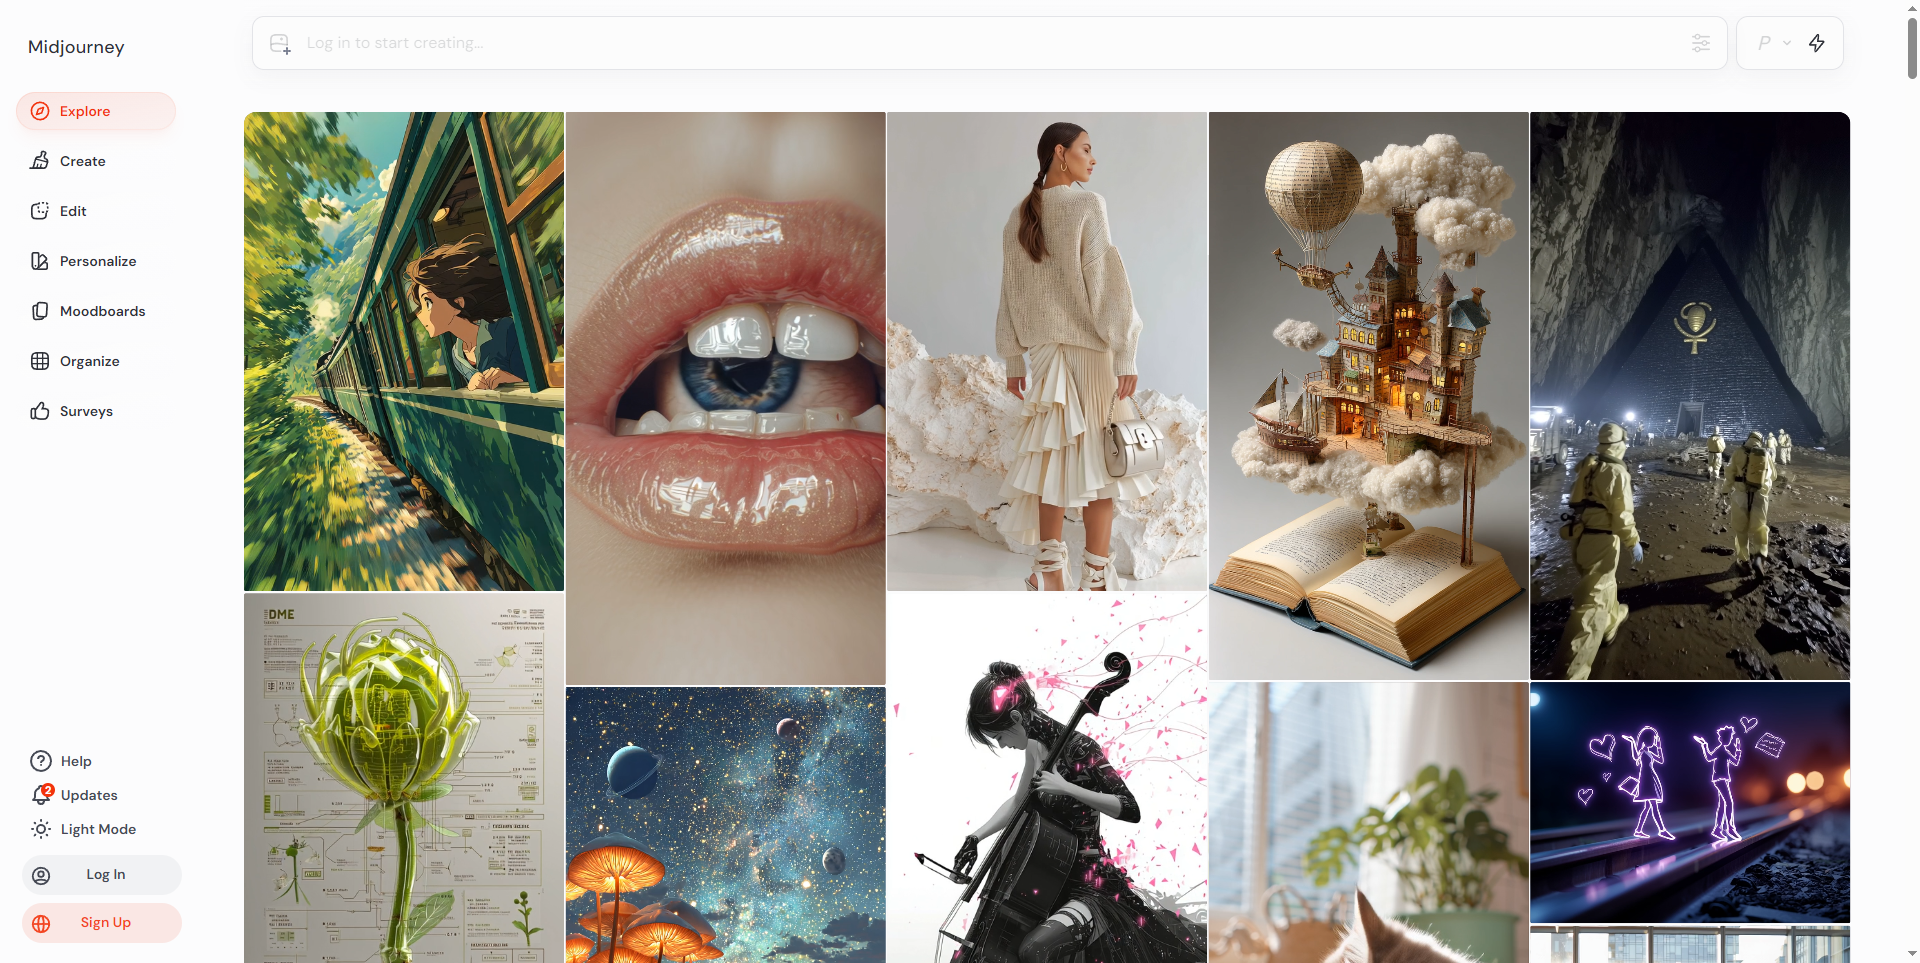 Midjourney
Log in to start creating...
P
Explore
Create
Edit
Personalize
Moodboards
Organize
Surveys
Help
2
Updates
Light Mode
Log In
Sign Up
DME